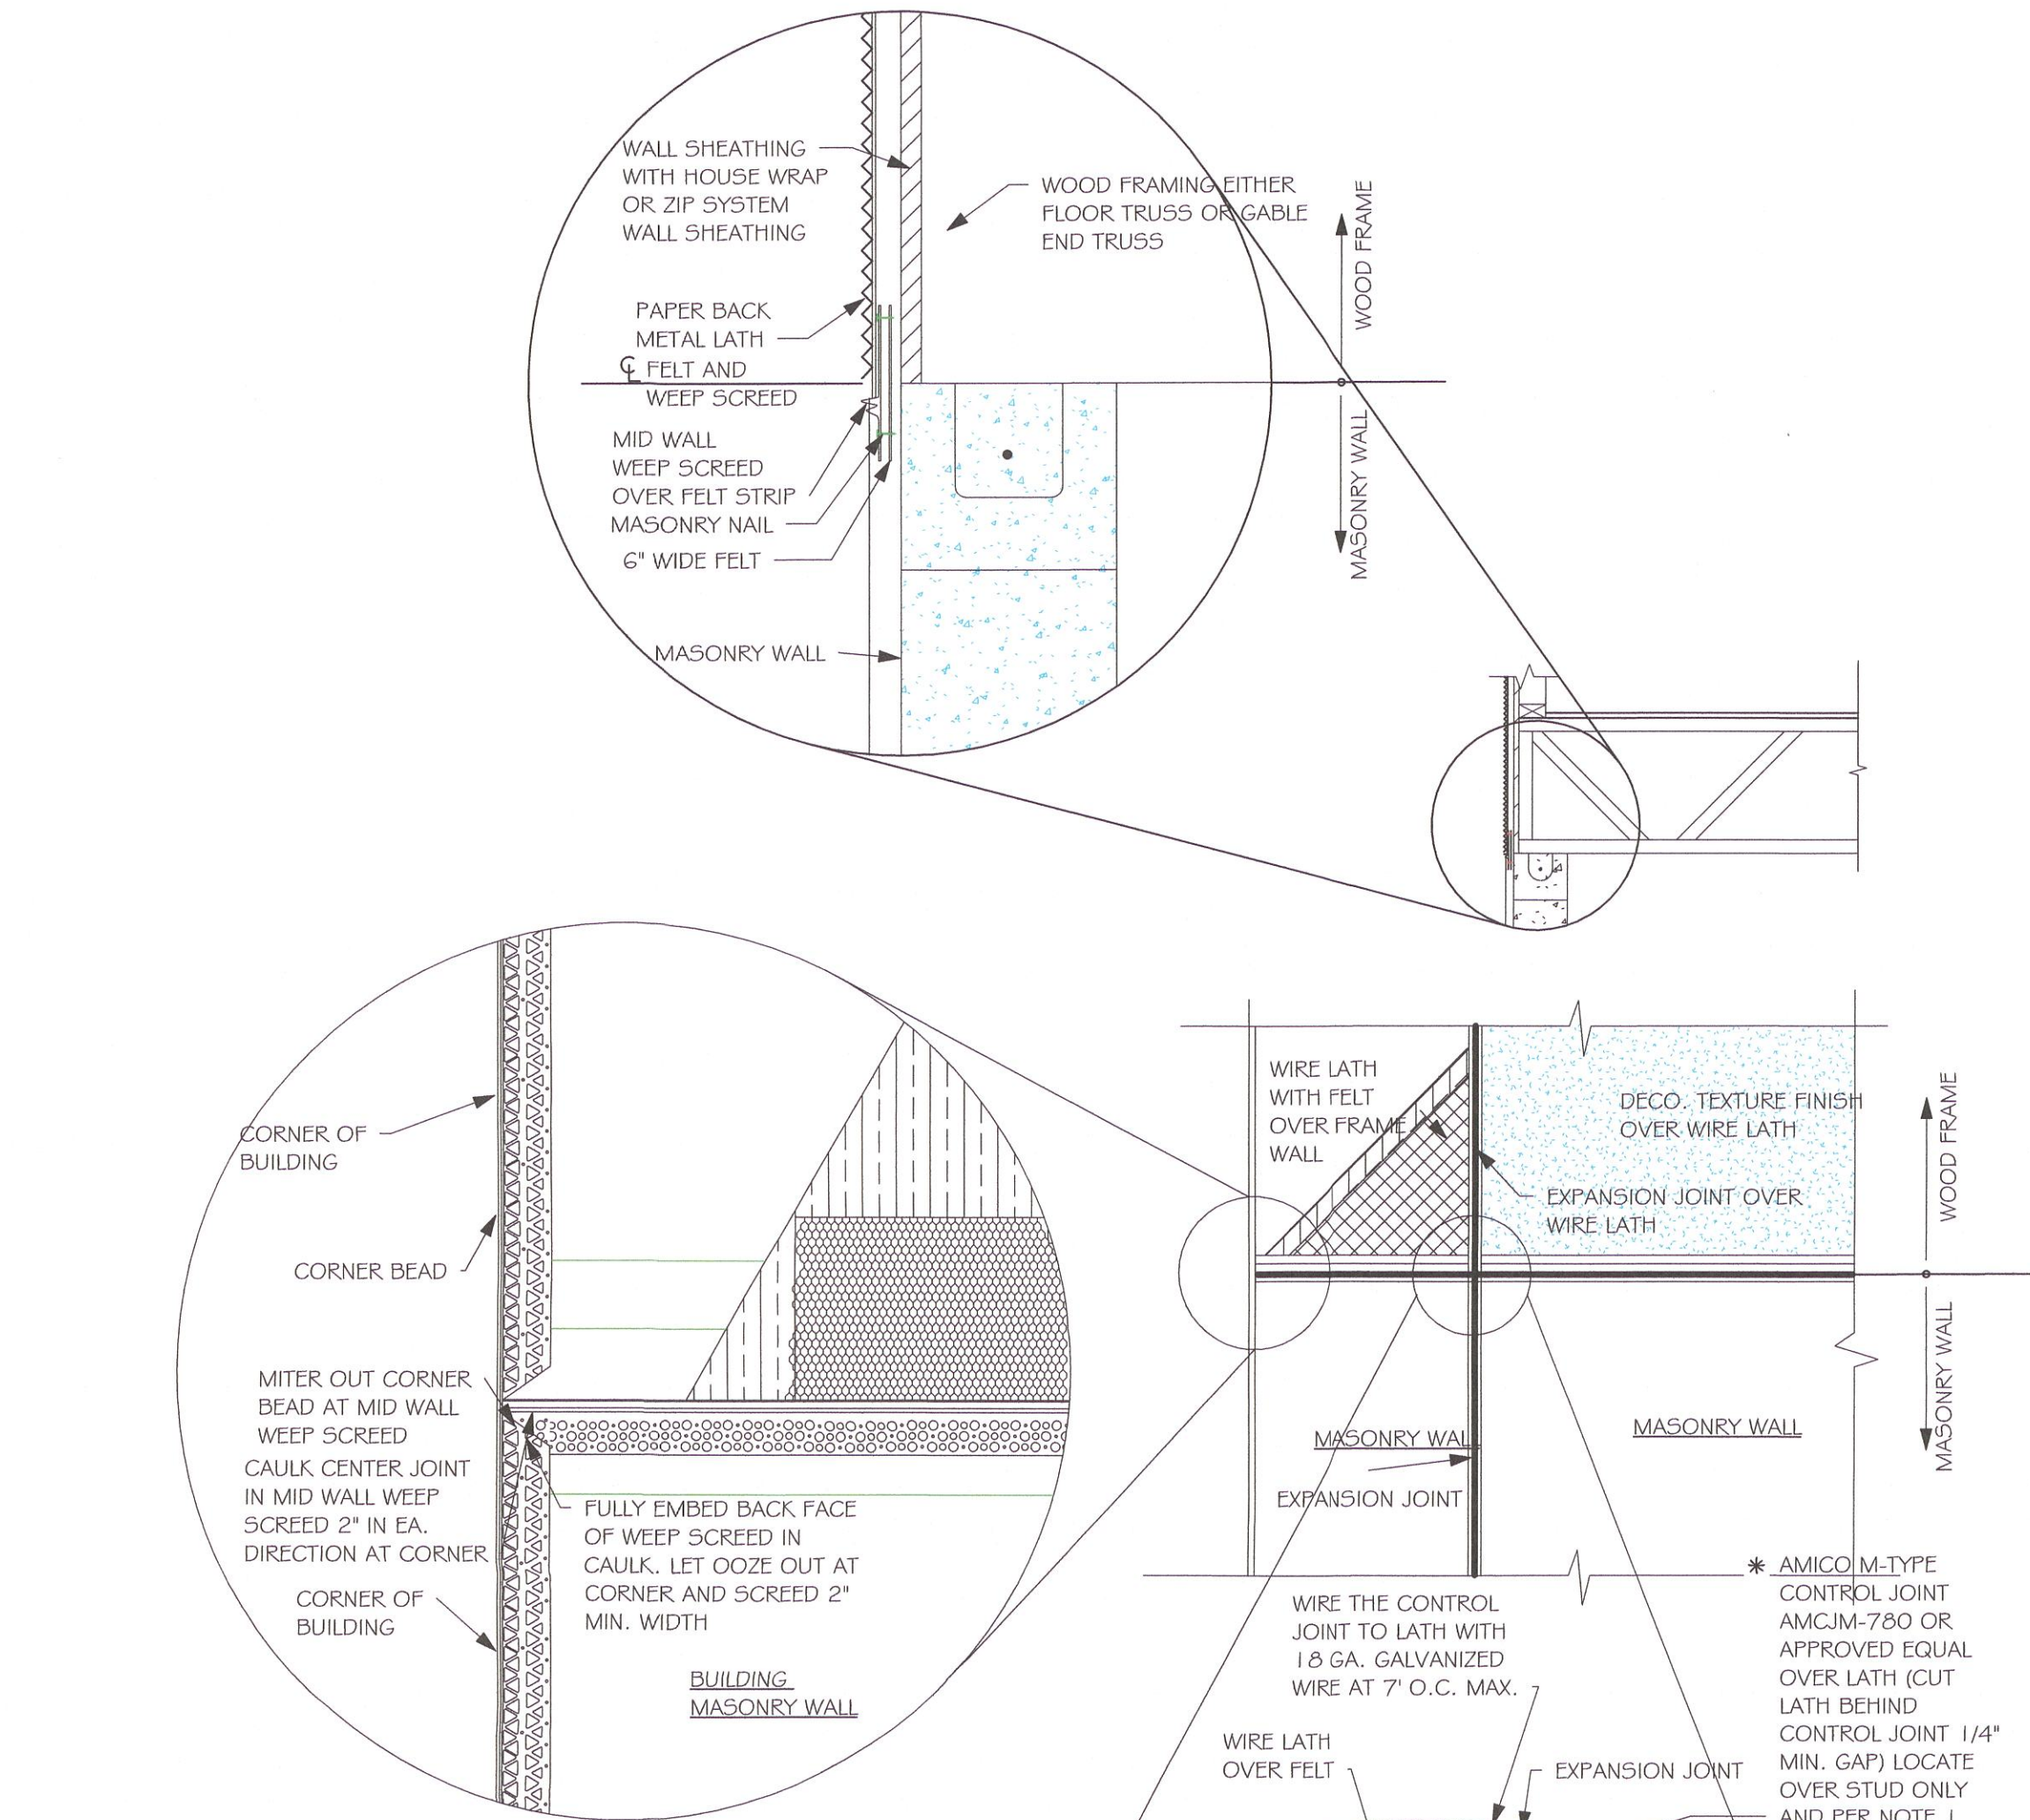 WALL SHEATHING
WITH HOUSE WRAP
OR ZIP SYSTEM
WALL SHEATHING
WOOD FRAMING EITHER
FLOOR TRUSS OR GABLE
END TRUSS
WOOD FRAME
PAPER BACK
METAL LATH
℄ FELT AND
WEEP SCREED
MID WALL
WEEP SCREED
OVER FELT STRIP
MASONRY NAIL
6" WIDE FELT
MASONRY WALL
MASONRY WALL
CORNER OF
BUILDING
CORNER BEAD
MITER OUT CORNER
BEAD AT MID WALL
WEEP SCREED
CAULK CENTER JOINT
IN MID WALL WEEP
SCREED 2" IN EA.
DIRECTION AT CORNER
CORNER OF
BUILDING
FULLY EMBED BACK FACE
OF WEEP SCREED IN
CAULK. LET OOZE OUT AT
CORNER AND SCREED 2"
MIN. WIDTH
BUILDING
MASONRY WALL
WIRE LATH
WITH FELT
OVER FRAME
WALL
DECO. TEXTURE FINISH
OVER WIRE LATH
EXPANSION JOINT OVER
WIRE LATH
WOOD FRAME
MASONRY WALL
MASONRY WALL
MASONRY WALL
EXPANSION JOINT
WIRE THE CONTROL
JOINT TO LATH WITH
18 GA. GALVANIZED
WIRE AT 7' O.C. MAX.
WIRE LATH
OVER FELT
EXPANSION JOINT
* AMICO M-TYPE
CONTROL JOINT
AMCJM-780 OR
APPROVED EQUAL
OVER LATH (CUT
LATH BEHIND
CONTROL JOINT 1/4"
MIN. GAP) LOCATE
OVER STUD ONLY
AND PER NOTE